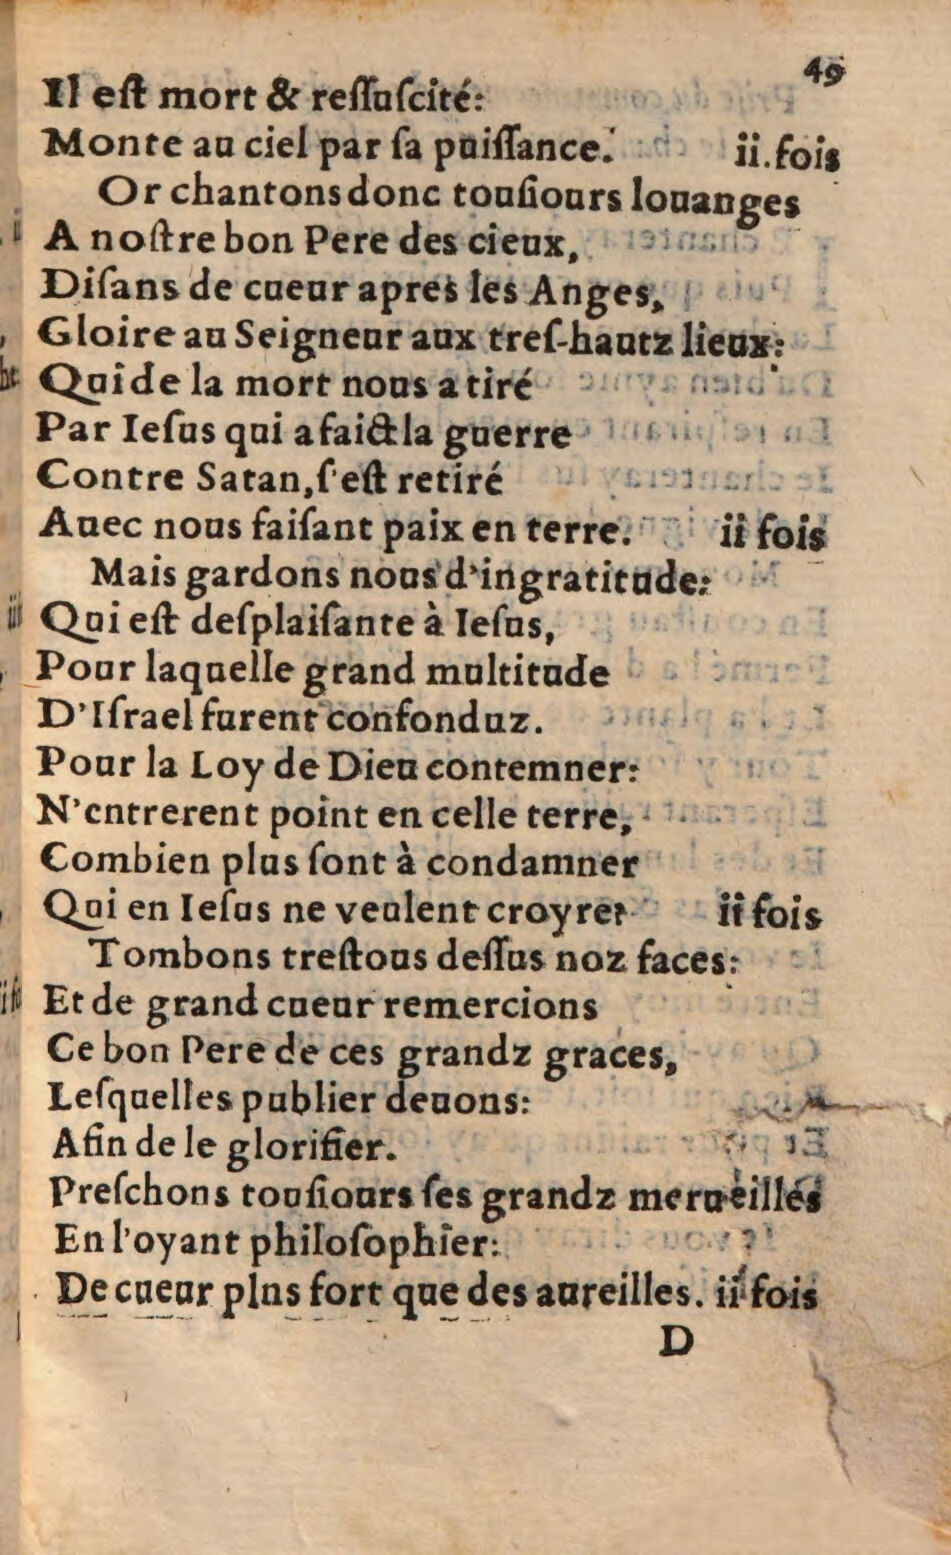 49
Il eſt mort & reſſuſcité:
Monte au ciel par ſa puiſſance. ii.fois
Or chantons donc touſiours louanges
A noſtre bon Pere des cieux,
Diſans de cueur apres les Anges,
Gloire au Seigneur aux treſ-hautz lieux:
Qui de la mort nous a tiré
Par Ieſus qui a faict la guerre
Contre Satan, ſ'eſt retiré
Auec nous faiſant paix en terre. ii fois
Mais gardons nous d'ingratitude:
Qui eſt deſplaiſante à Ieſus,
Pour laquelle grand multitude
D'Iſrael furent confonduz.
Pour la Loy de Dieu contemner:
N'entrerent point en celle terre,
Combien plus ſont à condamner
Qui en Ieſus ne veulent croyre? ii fois
Tombons treſtous deſſus noz faces:
Et de grand cueur remercions
Ce bon Pere de ces grandz graces,
Leſquelles publier deuons:
Afin de le glorifier.
Preſchons touſiours ſes grandz merueilles
En l'oyant philoſophier:
De cueur plus fort que des aureilles. ii fois
D